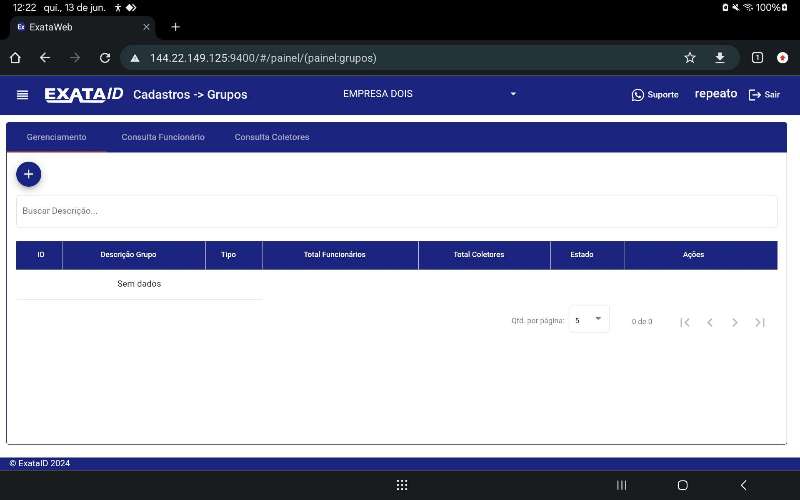 12:22 qui., 13 de jun.
100%
Ex ExataWeb
144.22.149.125:9400/#/painel/(painel:grupos)
1
EXATAID Cadastros -> Grupos EMPRESA DOIS Suporte repeato Sair
Gerenciamento Consulta Funcionário Consulta Coletores
+
Buscar Descrição...
ID Descrição Grupo Tipo Total Funcionários Total Coletores Estado Ações
Sem dados
Qtd. por página: 5 0 de 0
© ExataID 2024